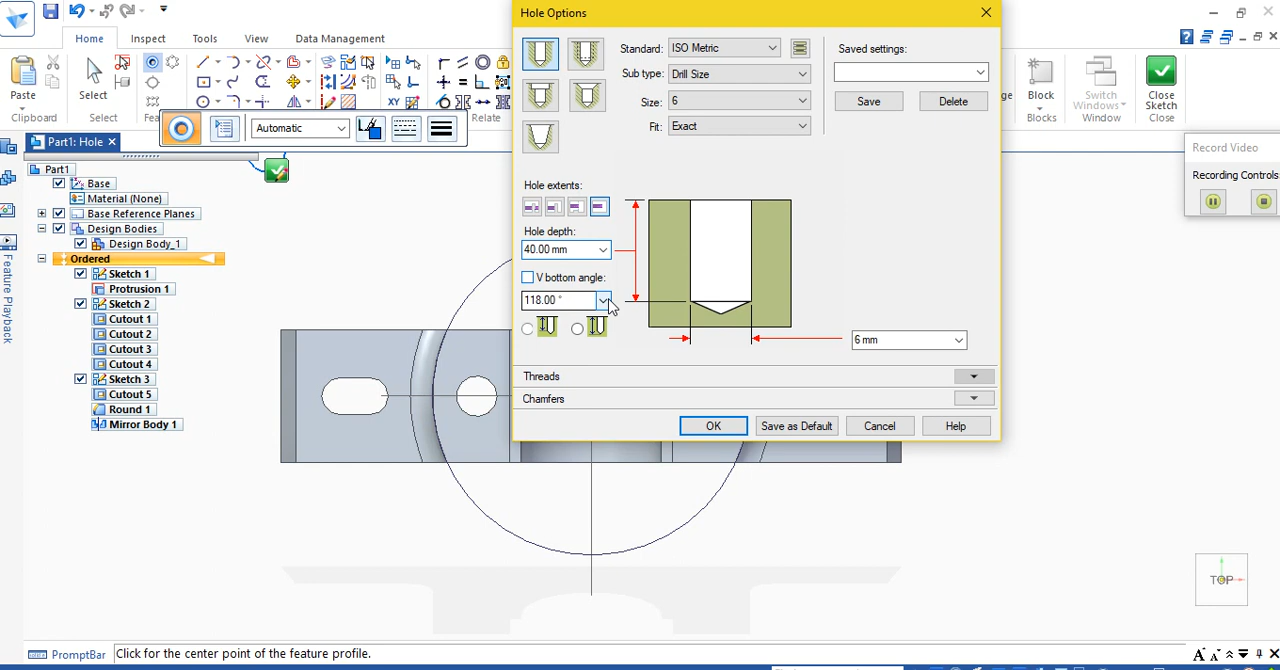 Hole Options
Home
Inspect
Tools
View
Data Management
Paste
Clipboard
Select
Select
Relate
Block
Blocks
Switch
Windows
Window
Close
Sketch
Close
Automatic
Part1: Hole
Part1
Base
Material (None)
Base Reference Planes
Design Bodies
Design Body_1
Ordered
Sketch 1
Protrusion 1
Sketch 2
Cutout 1
Cutout 2
Cutout 3
Cutout 4
Sketch 3
Cutout 5
Round 1
Mirror Body 1
Feature Playback
Standard:
ISO Metric
Sub type:
Drill Size
Size:
6
Fit:
Exact
Saved settings:
Save
Delete
Hole extents:
Hole depth:
40.00 mm
V bottom angle:
118.00 °
6 mm
Threads
Chamfers
OK
Save as Default
Cancel
Help
Record Video
Recording Controls
TOP
PromptBar
Click for the center point of the feature profile.